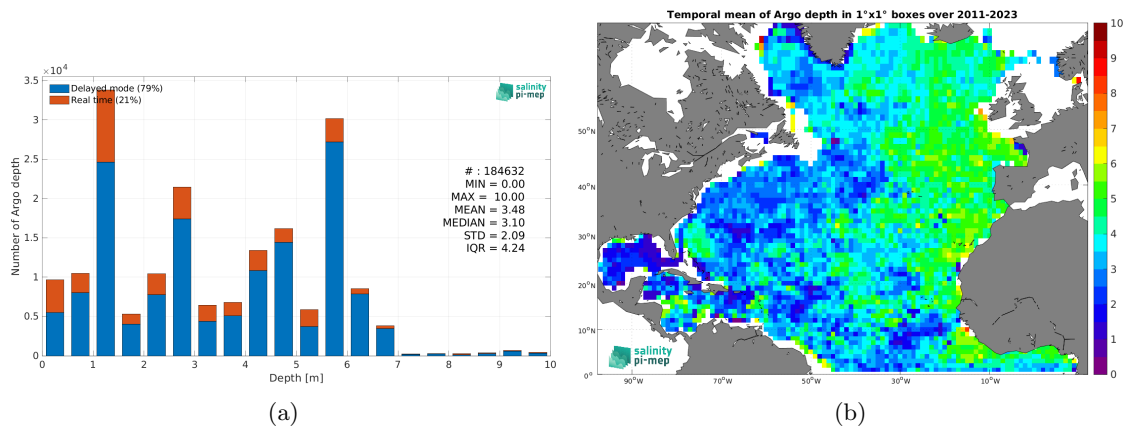 ×10⁴
3.5
3
2.5
2
1.5
1
0.5
0
Number of Argo depth
Delayed mode (79%)
Real time (21%)
salinity
pi-mep
# : 184632
MIN = 0.00
MAX = 10.00
MEAN = 3.48
MEDIAN = 3.10
STD = 2.09
IQR = 4.24
0 1 2 3 4 5 6 7 8 9 10
Depth [m]
(a)
Temporal mean of Argo depth in 1°x1° boxes over 2011-2023
50°N
40°N
30°N
20°N
10°N
0°
90°W 70°W 50°W 30°W 10°W
salinity
pi-mep
10
9
8
7
6
5
4
3
2
1
0
(b)